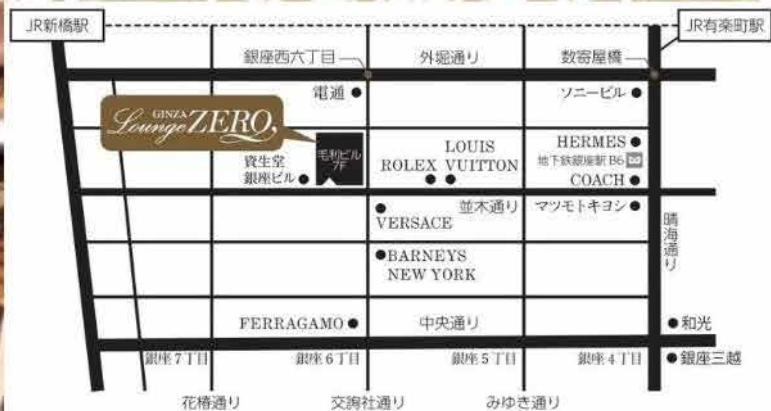 JR新橋駅
JR有楽町駅
銀座西六丁目
外堀通り
数寄屋橋
電通
ソニービル
GINZA
Lounge ZERO
毛利ビル
7F
資生堂
銀座ビル
LOUIS
VUITTON
ROLEX
HERMES
地下鉄銀座駅 B6
COACH
並木通り
マツモトキヨシ
VERSACE
晴海通り
BARNEYS
NEW YORK
FERRAGAMO
中央通り
和光
銀座7丁目
銀座6丁目
銀座5丁目
銀座4丁目
銀座三越
花椿通り
交詢社通り
みゆき通り